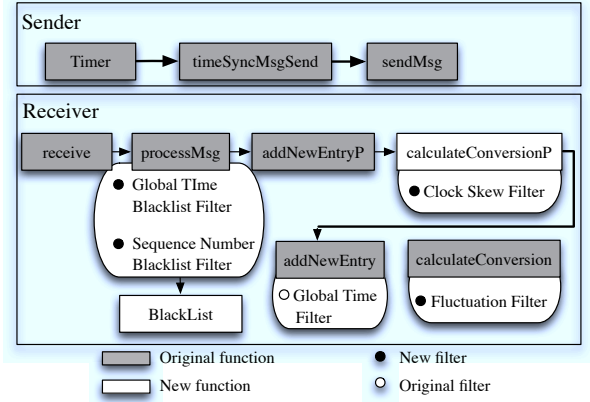 Sender
Timer
timeSyncMsgSend
sendMsg
Receiver
receive
processMsg
addNewEntryP
calculateConversionP
Global TIme
Blacklist Filter
Sequence Number
Blacklist Filter
Clock Skew Filter
addNewEntry
calculateConversion
Global Time
Filter
Fluctuation Filter
BlackList
Original function
New filter
New function
Original filter